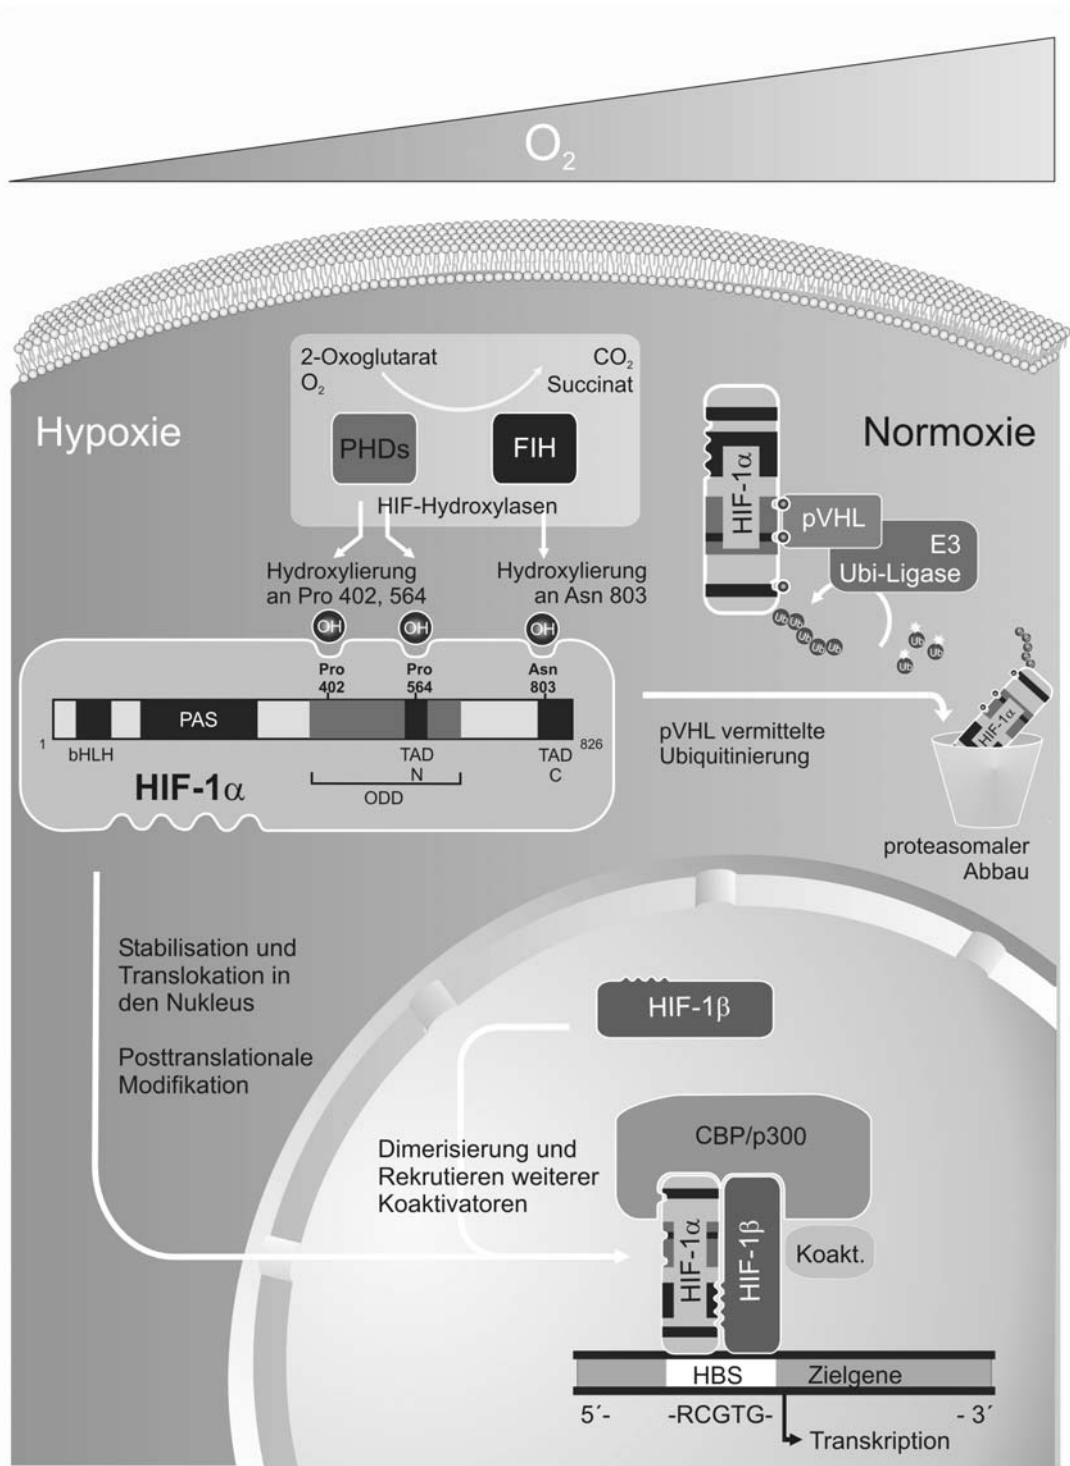 O₂
2-Oxoglutarat
O₂
CO₂
Succinat
Hypoxie
Normoxie
PHDs
FIH
HIF-Hydroxylasen
HIF-1α
pVHL
E3
Ubi-Ligase
Hydroxylierung
an Pro 402, 564
Hydroxylierung
an Asn 803
Ub
Ub
Ub
Ub
Ub
Ub
Ub
Ub
OH
OH
OH
Pro
402
Pro
564
Asn
803
PAS
1
bHLH
TAD
N
TAD
C
826
ODD
HIF-1α
pVHL vermittelte
Ubiquitinierung
HIF-1α
proteasomaler
Abbau
Stabilisation und
Translokation in
den Nukleus
Posttranslationale
Modifikation
HIF-1β
CBP/p300
Dimerisierung und
Rekrutieren weiterer
Koaktivatoren
HIF-1α
HIF-1β
Koakt.
HBS
Zielgene
5´-
-RCGTG-
- 3´
Transkription